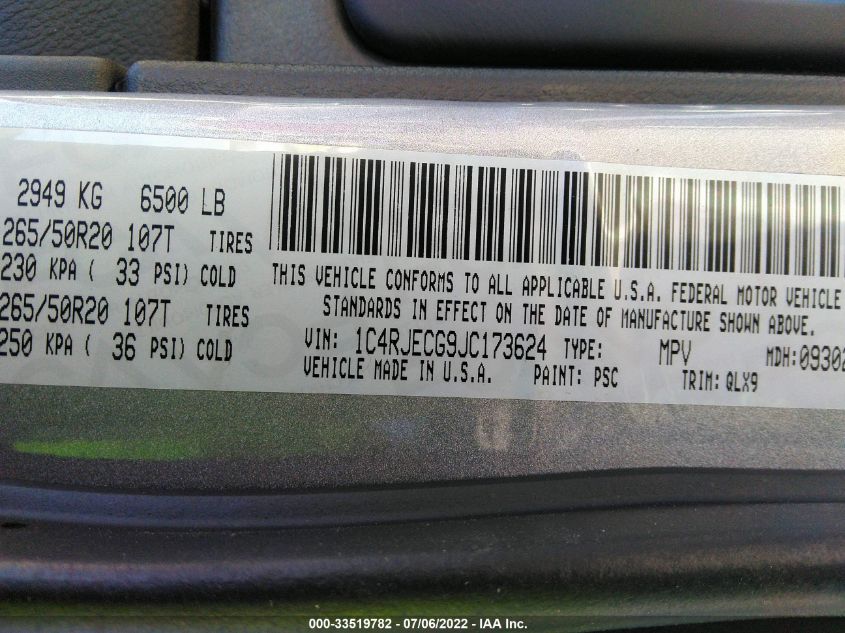 2949 KG 6500 LB
265/50R20 107T TIRES
230 KPA ( 33 PSI) COLD
265/50R20 107T TIRES
250 KPA ( 36 PSI) COLD
THIS VEHICLE CONFORMS TO ALL APPLICABLE U.S.A. FEDERAL MOTOR VEHICLE
STANDARDS IN EFFECT ON THE DATE OF MANUFACTURE SHOWN ABOVE.
VIN: 1C4RJECG9JC173624 TYPE: MPV MDH:09302
VEHICLE MADE IN U.S.A. PAINT: PSC TRIM: QLX9
000-33519782 - 07/06/2022 - IAA Inc.